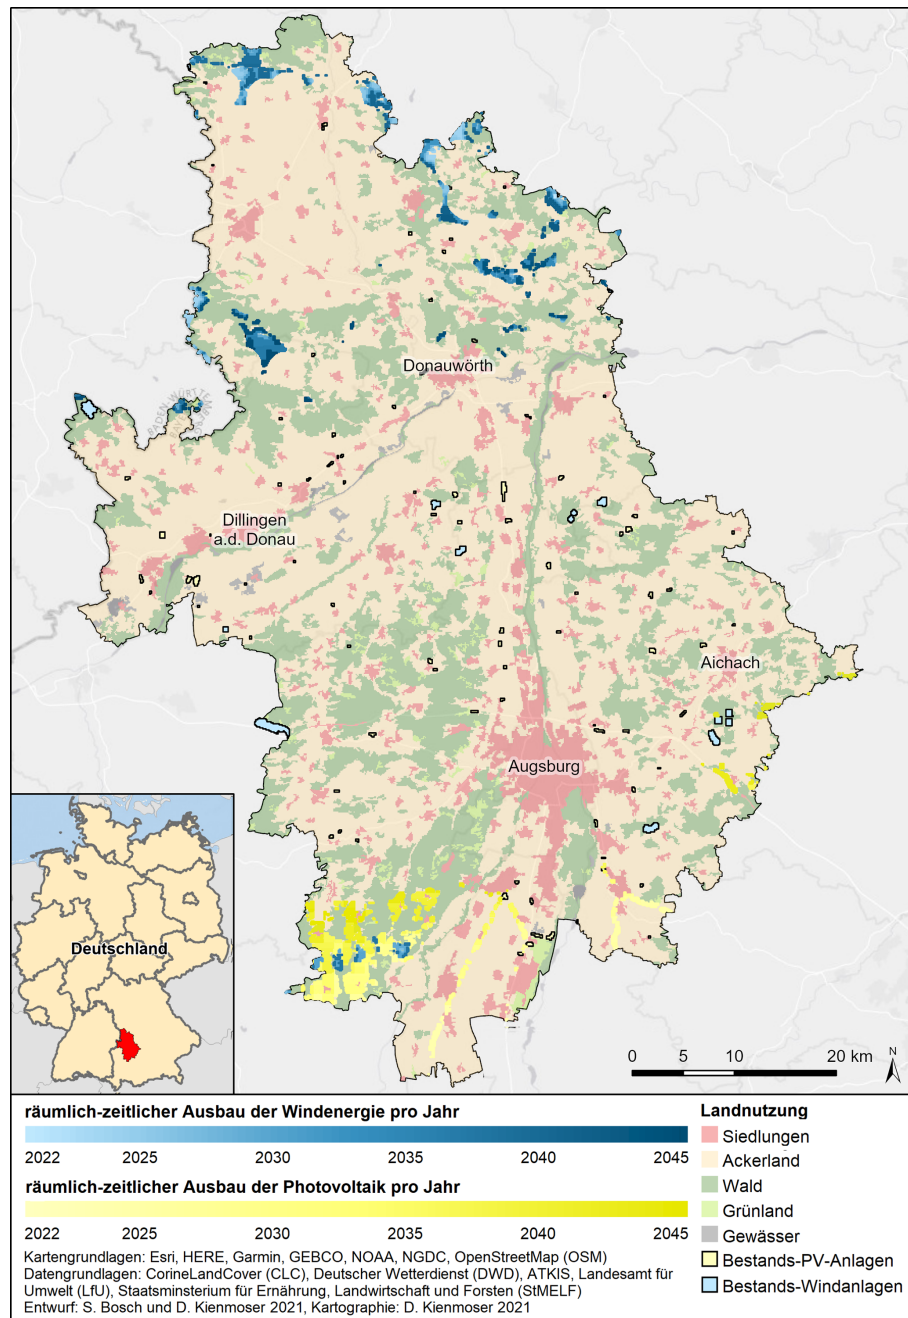 Donauwörth
BADEN-WÜRTT
BAY
Dillingen
a.d. Donau
Aichach
Augsburg
Deutschland
0 5 10 20 km
N
räumlich-zeitlicher Ausbau der Windenergie pro Jahr
2022 2025 2030 2035 2040 2045
räumlich-zeitlicher Ausbau der Photovoltaik pro Jahr
2022 2025 2030 2035 2040 2045
Kartengrundlagen: Esri, HERE, Garmin, GEBCO, NOAA, NGDC, OpenStreetMap (OSM)
Datengrundlagen: CorineLandCover (CLC), Deutscher Wetterdienst (DWD), ATKIS, Landesamt für
Umwelt (LfU), Staatsminsterium für Ernährung, Landwirtschaft und Forsten (StMELF)
Entwurf: S. Bosch und D. Kienmoser 2021, Kartographie: D. Kienmoser 2021
Landnutzung
Siedlungen
Ackerland
Wald
Grünland
Gewässer
Bestands-PV-Anlagen
Bestands-Windanlagen